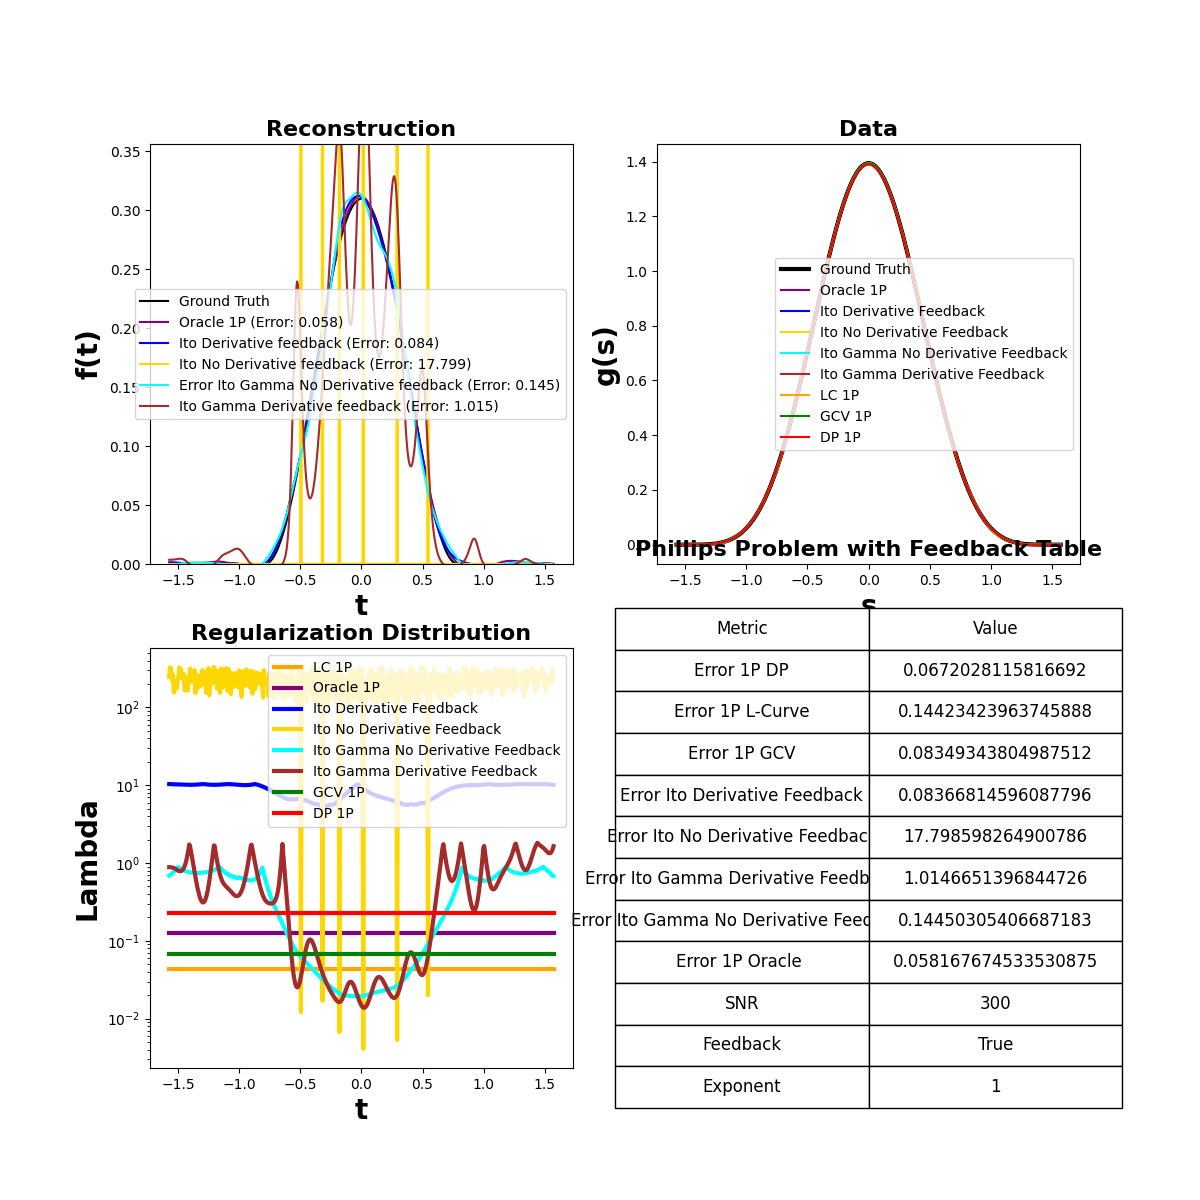 Reconstruction
0.35
0.30
0.25
0.20
0.15
0.10
0.05
0.00
f(t)
Ground Truth
Oracle 1P (Error: 0.058)
Ito Derivative feedback (Error: 0.084)
Ito No Derivative feedback (Error: 17.799)
Error Ito Gamma No Derivative feedback (Error: 0.145)
Ito Gamma Derivative feedback (Error: 1.015)
−1.5 −1.0 −0.5 0.0 0.5 1.0 1.5
t
Data
1.4
1.2
1.0
0.8
0.6
0.4
0.2
g(s)
Ground Truth
Oracle 1P
Ito Derivative Feedback
Ito No Derivative Feedback
Ito Gamma No Derivative Feedback
Ito Gamma Derivative Feedback
LC 1P
GCV 1P
DP 1P
−1.5 −1.0 −0.5 0.0 0.5 1.0 1.5
s
Regularization Distribution
10²
10¹
10⁰
10⁻¹
10⁻²
Lambda
LC 1P
Oracle 1P
Ito Derivative Feedback
Ito No Derivative Feedback
Ito Gamma No Derivative Feedback
Ito Gamma Derivative Feedback
GCV 1P
DP 1P
−1.5 −1.0 −0.5 0.0 0.5 1.0 1.5
t
Phillips Problem with Feedback Table
Metric Value
Error 1P DP 0.0672028115816692
Error 1P L-Curve 0.14423423963745888
Error 1P GCV 0.08349343804987512
Error Ito Derivative Feedback 0.08366814596087796
Error Ito No Derivative Feedbac 17.798598264900786
Error Ito Gamma Derivative Feedb 1.0146651396844726
Error Ito Gamma No Derivative Feed 0.14450305406687183
Error 1P Oracle 0.058167674533530875
SNR 300
Feedback True
Exponent 1